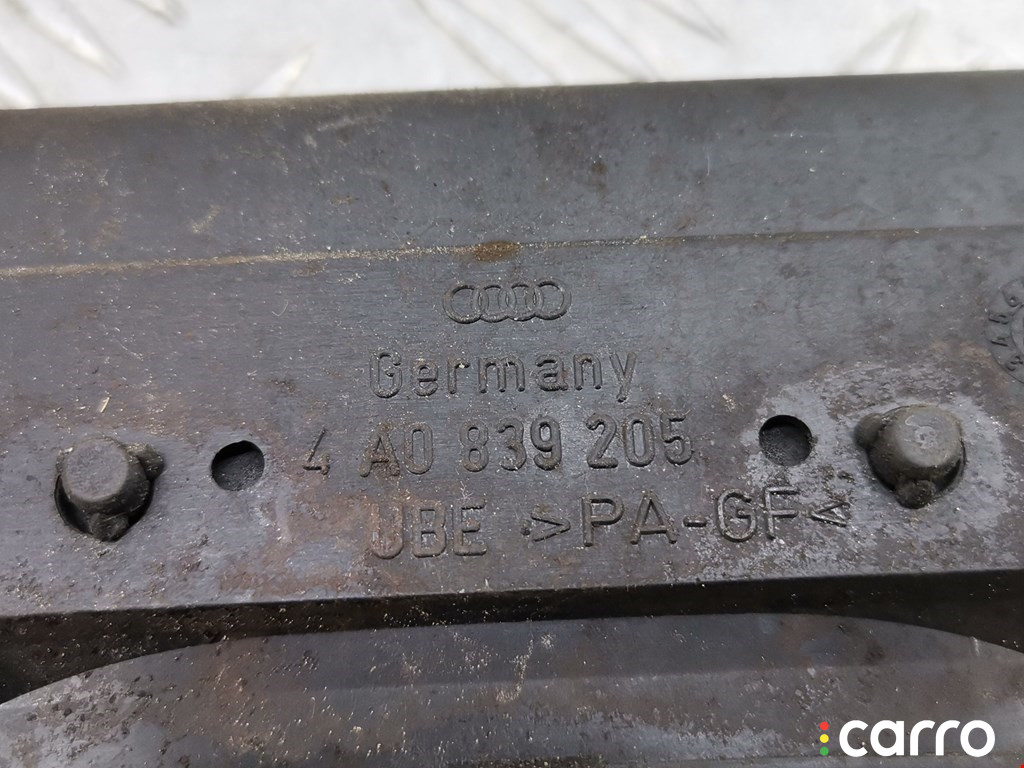 Germany
4 A0 839 205
UBE >PA-GF<
carro